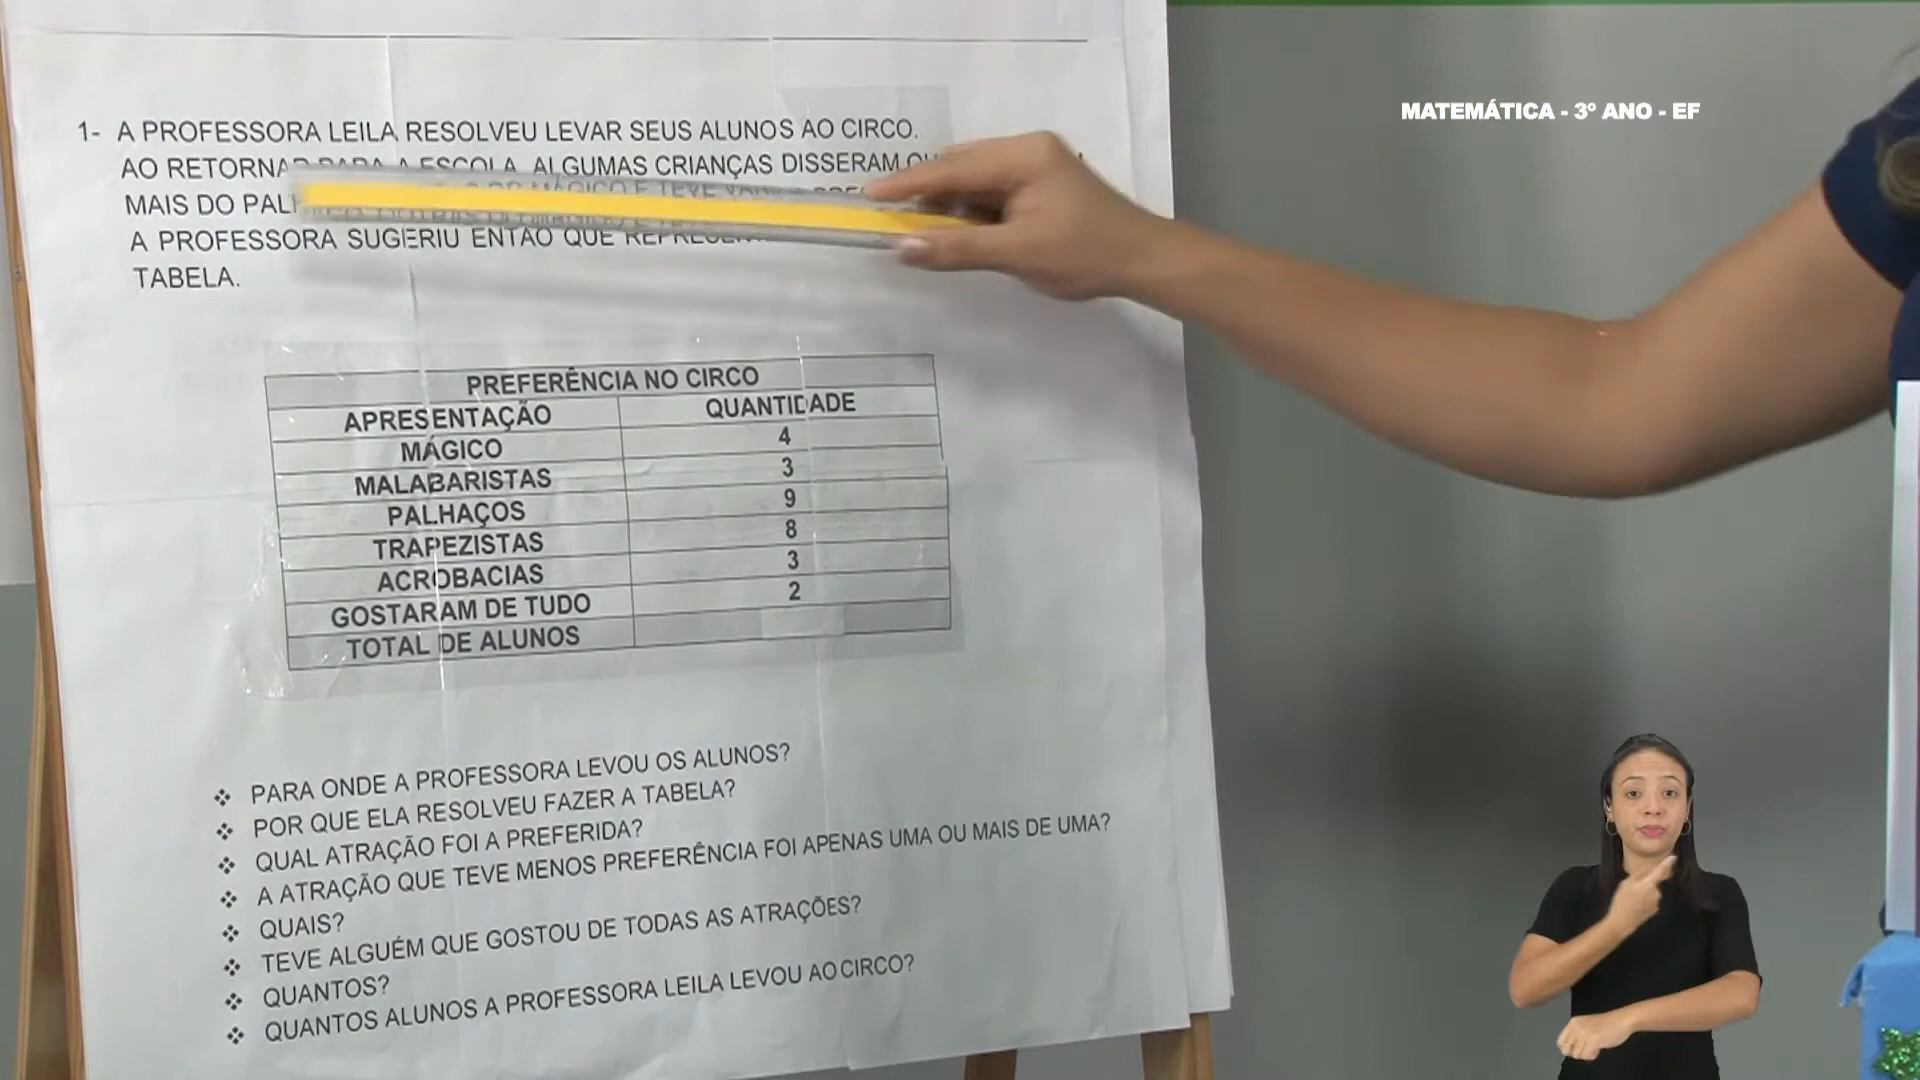 MATEMÁTICA - 3º ANO - EF
1- A PROFESSORA LEILA RESOLVEU LEVAR SEUS ALUNOS AO CIRCO.
AO RETORNAR PARA A ESCOLA, ALGUMAS CRIANÇAS DISSERAM
MAIS DO
A PROFESSORA SUGERIU ENTÃO QUE
TABELA.
PREFERÊNCIA NO CIRCO
APRESENTAÇÃO QUANTIDADE
MÁGICO 4
MALABARISTAS 3
PALHAÇOS 9
TRAPEZISTAS 8
ACROBACIAS 3
GOSTARAM DE TUDO 2
TOTAL DE ALUNOS
❖ PARA ONDE A PROFESSORA LEVOU OS ALUNOS?
❖ POR QUE ELA RESOLVEU FAZER A TABELA?
❖ QUAL ATRAÇÃO FOI A PREFERIDA?
❖ A ATRAÇÃO QUE TEVE MENOS PREFERÊNCIA FOI APENAS UMA OU MAIS DE UMA?
❖ QUAIS?
❖ TEVE ALGUÉM QUE GOSTOU DE TODAS AS ATRAÇÕES?
❖ QUANTOS?
❖ QUANTOS ALUNOS A PROFESSORA LEILA LEVOU AO CIRCO?